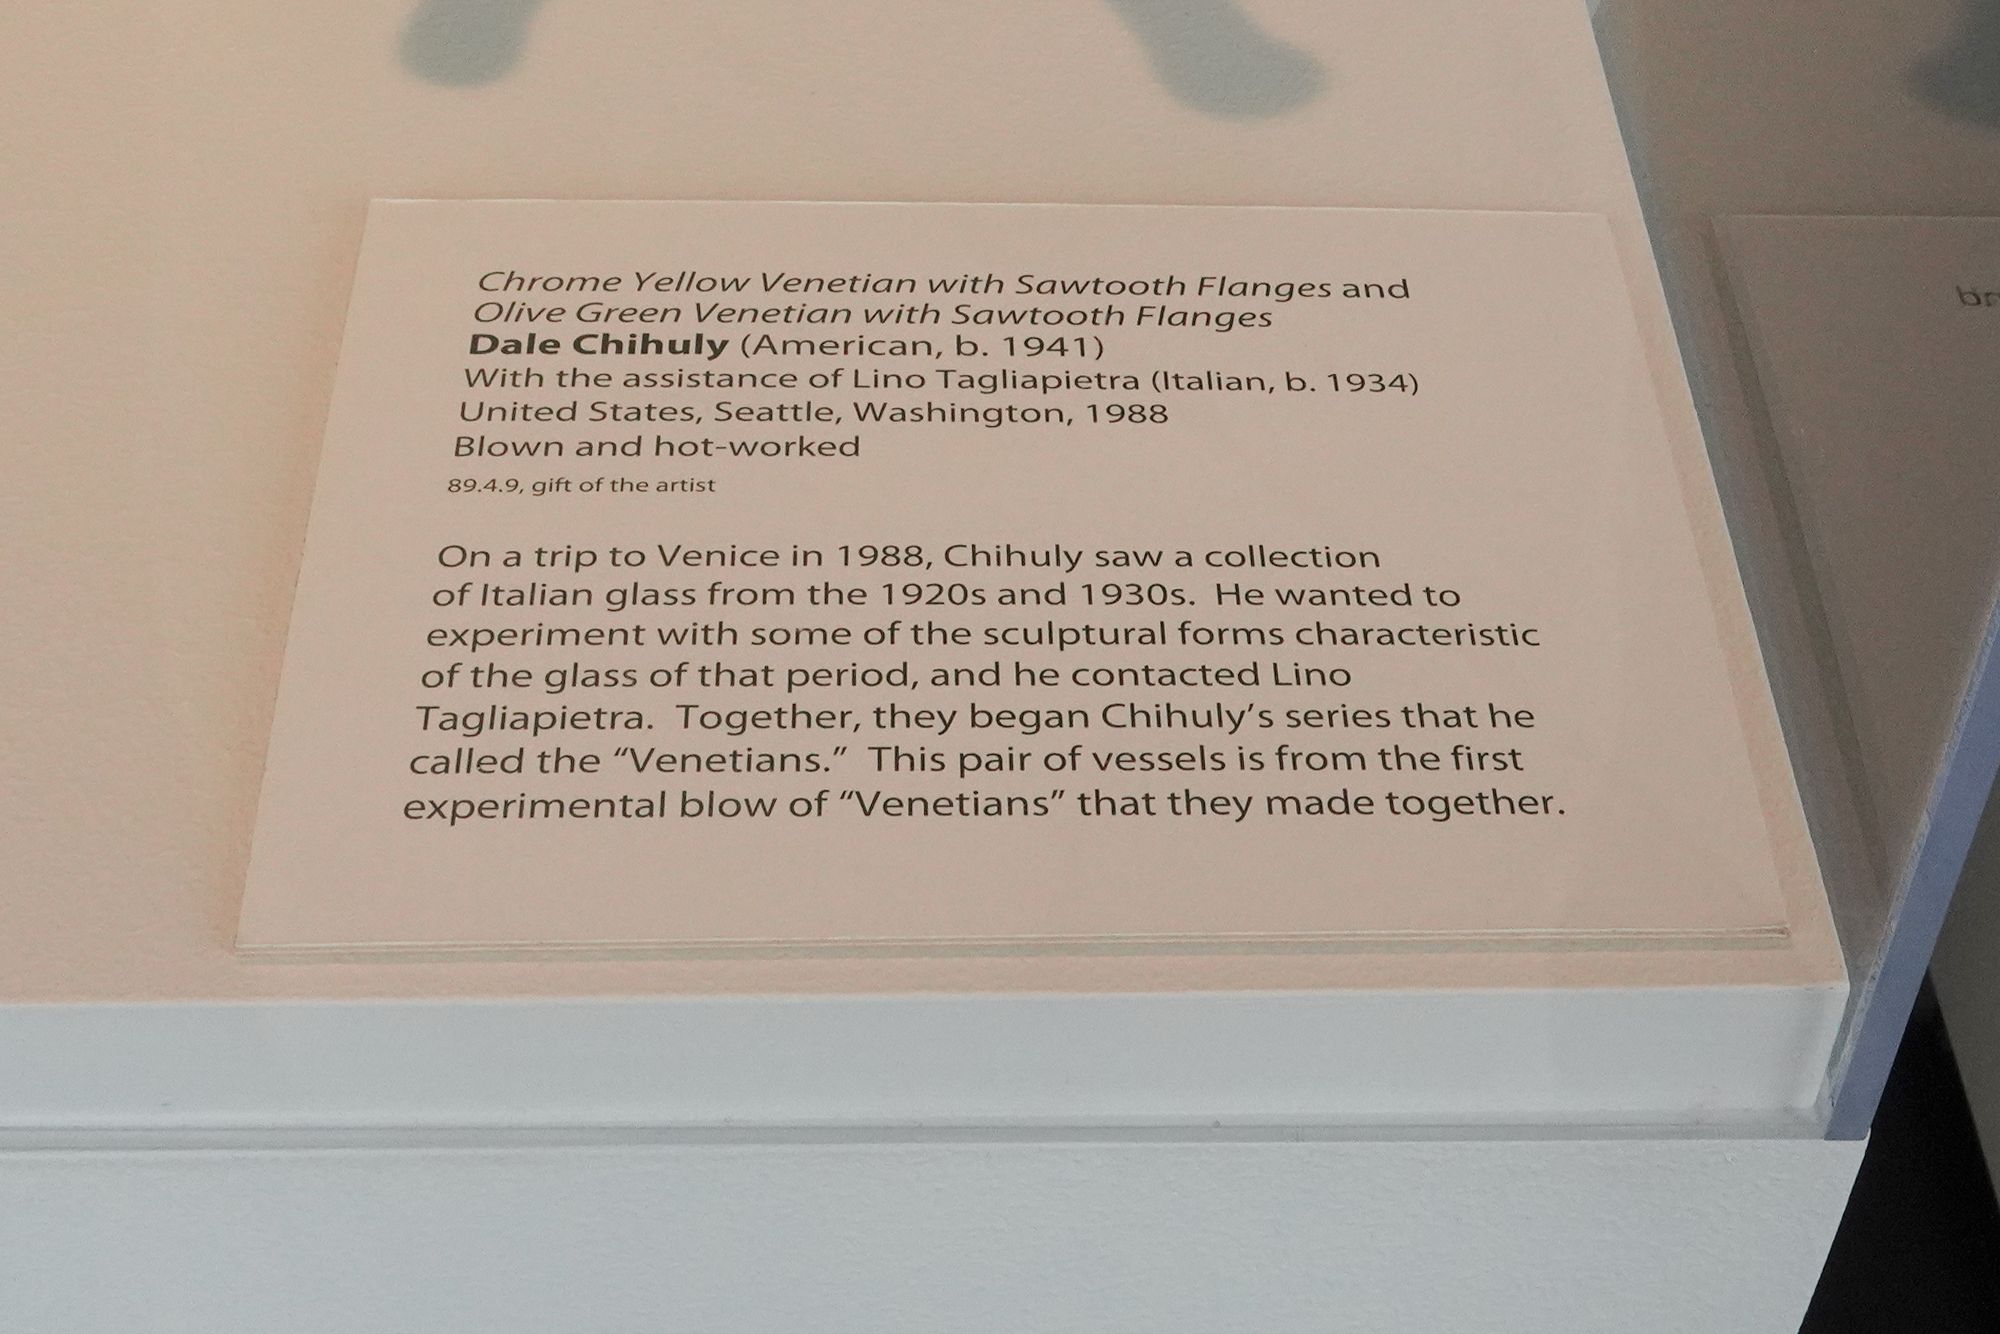 Chrome Yellow Venetian with Sawtooth Flanges and
Olive Green Venetian with Sawtooth Flanges
Dale Chihuly (American, b. 1941)
With the assistance of Lino Tagliapietra (Italian, b. 1934)
United States, Seattle, Washington, 1988
Blown and hot-worked
89.4.9, gift of the artist
On a trip to Venice in 1988, Chihuly saw a collection
of Italian glass from the 1920s and 1930s.  He wanted to
experiment with some of the sculptural forms characteristic
of the glass of that period, and he contacted Lino
Tagliapietra.  Together, they began Chihuly’s series that he
called the “Venetians.”  This pair of vessels is from the first
experimental blow of “Venetians” that they made together.